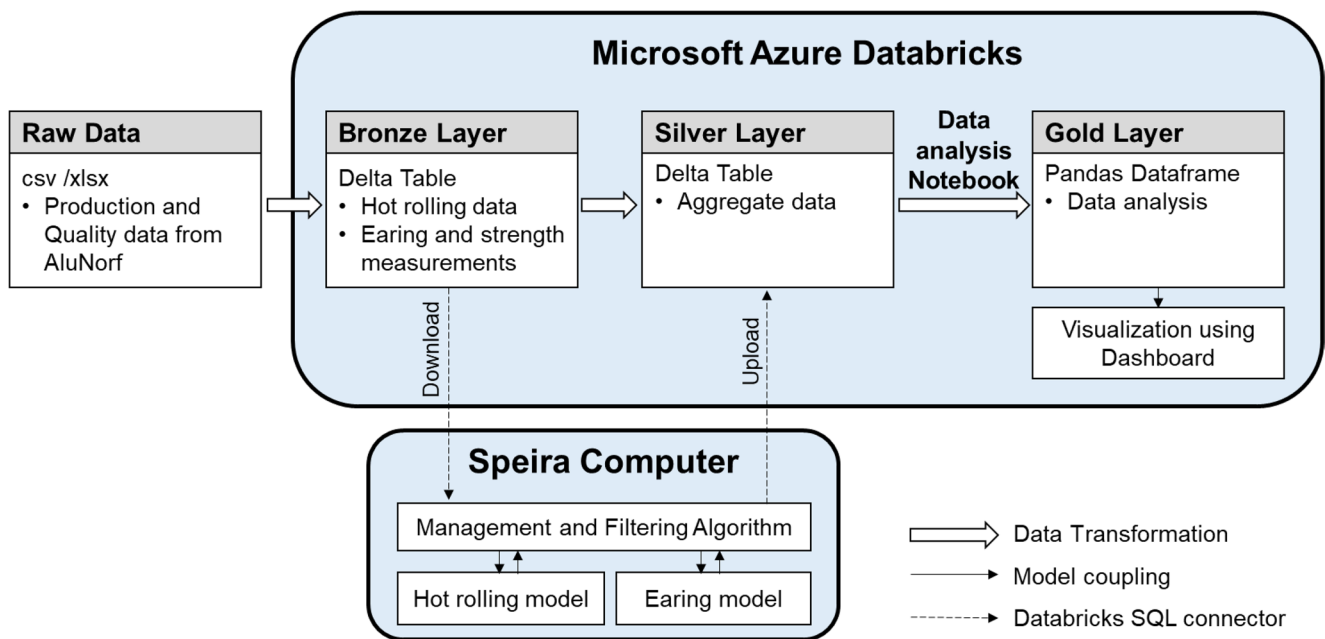 Microsoft Azure Databricks
Raw Data
csv /xlsx
• Production and
Quality data from
AluNorf
Bronze Layer
Delta Table
• Hot rolling data
• Earing and strength
measurements
Silver Layer
Delta Table
• Aggregate data
Data
analysis
Notebook
Gold Layer
Pandas Dataframe
• Data analysis
Visualization using
Dashboard
Download
Upload
Speira Computer
Management and Filtering Algorithm
Hot rolling model
Earing model
Data Transformation
Model coupling
Databricks SQL connector